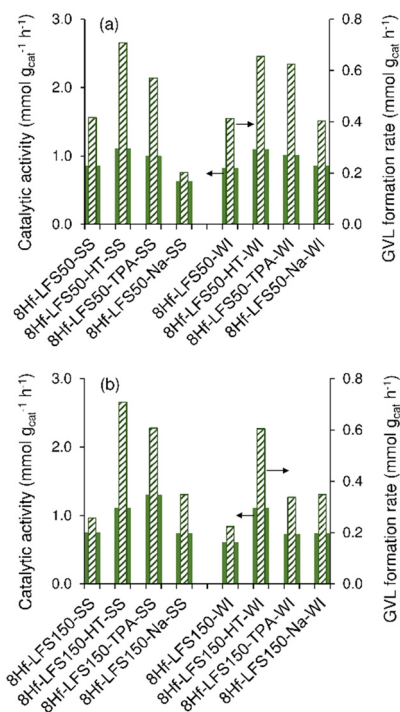 (a)
Catalytic activity (mmol gcat⁻¹ h⁻¹)
3.0
2.0
1.0
0.0
0.8
0.6
0.4
0.2
0.0
GVL formation rate (mmol gcat⁻¹ h⁻¹)
8Hf-LFS50-SS
8Hf-LFS50-HT-SS
8Hf-LFS50-TPA-SS
8Hf-LFS50-Na-SS
8Hf-LFS50-WI
8Hf-LFS50-HT-WI
8Hf-LFS50-TPA-WI
8Hf-LFS50-Na-WI
(b)
Catalytic activity (mmol gcat⁻¹ h⁻¹)
3.0
2.0
1.0
0.0
0.8
0.6
0.4
0.2
0.0
GVL formation rate (mmol gcat⁻¹ h⁻¹)
8Hf-LFS150-SS
8Hf-LFS150-HT-SS
8Hf-LFS150-TPA-SS
8Hf-LFS150-Na-SS
8Hf-LFS150-WI
8Hf-LFS150-HT-WI
8Hf-LFS150-TPA-WI
8Hf-LFS150-Na-WI